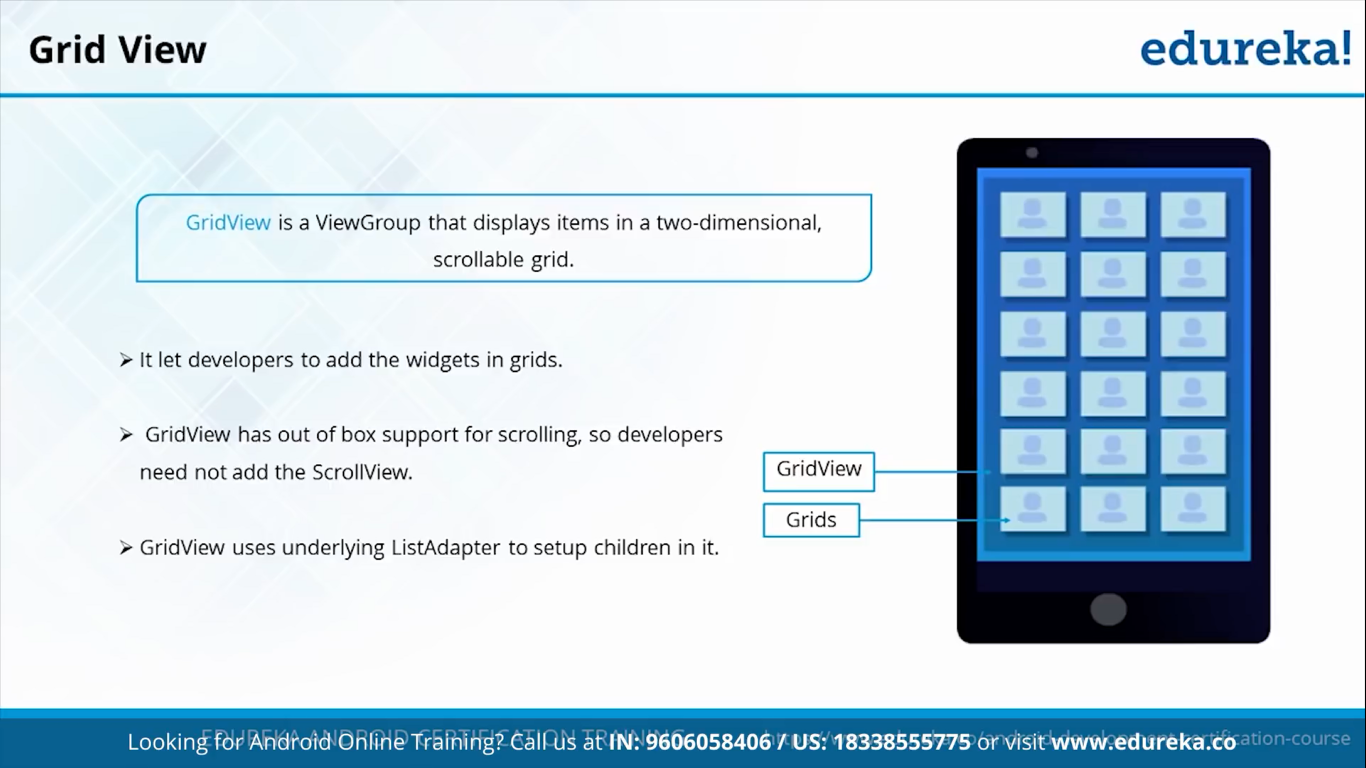 Grid View
edureka!
GridView is a ViewGroup that displays items in a two-dimensional,
scrollable grid.
➢ It let developers to add the widgets in grids.
➢ GridView has out of box support for scrolling, so developers
need not add the ScrollView.
GridView
Grids
➢ GridView uses underlying ListAdapter to setup children in it.
EDUREKA ANDROID CERTIFICATION TRAINING
Looking for Android Online Training? Call us at IN: 9606058406 / US: 18338555775 or visit www.edureka.co